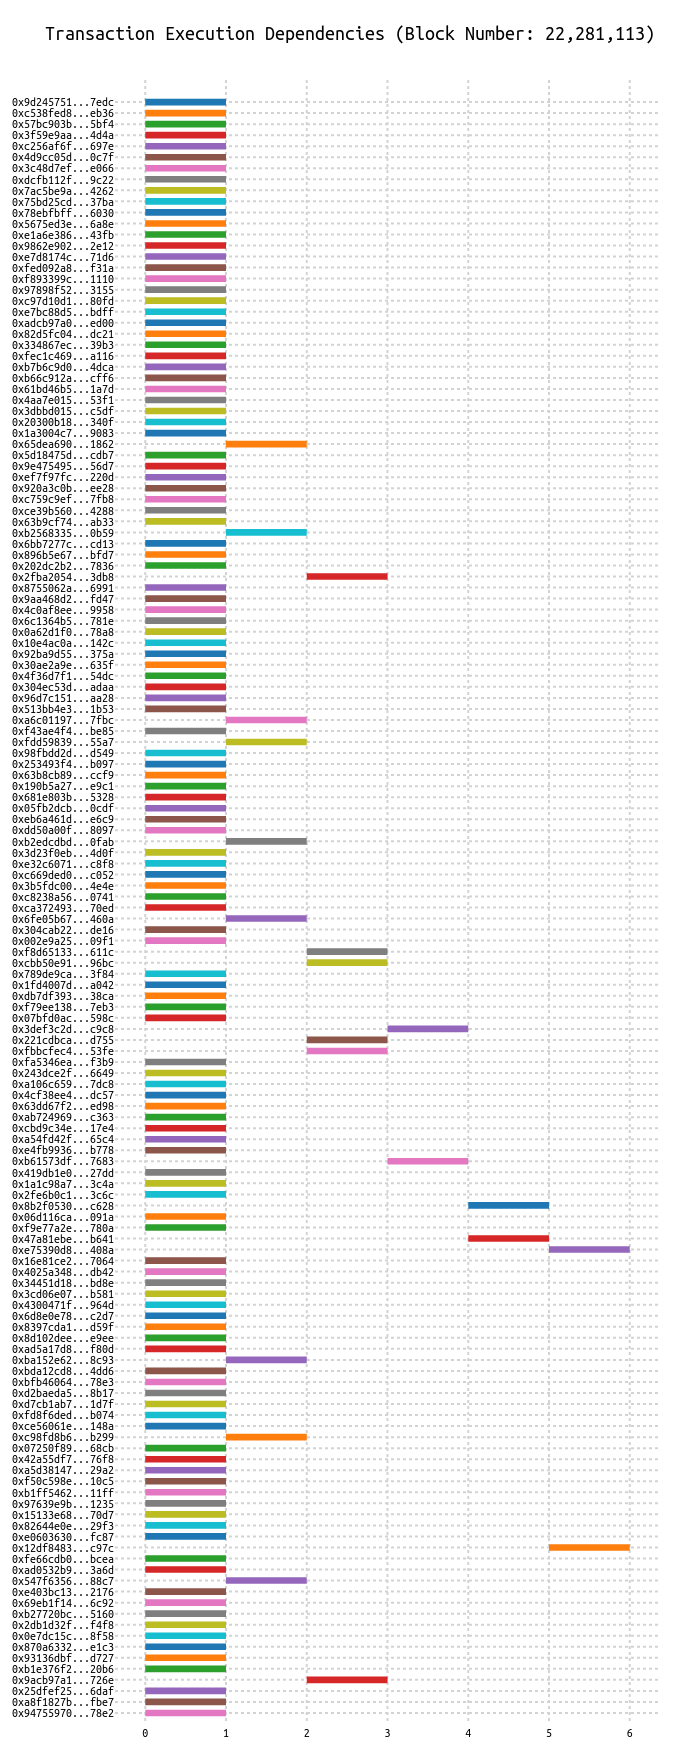 Transaction Execution Dependencies (Block Number: 22,281,113)
0x9d245751...7edc
0xc538fed8...eb36
0x57bc903b...5bf4
0x3f59e9aa...4d4a
0xc256af6f...697e
0x4d9cc05d...0c7f
0x3c48d7ef...e066
0xdcfb112f...9c22
0x7ac5be9a...4262
0x75bd25cd...37ba
0x78ebfbff...6030
0x5675ed3e...6a8e
0xe1a6e386...43fb
0x9862e902...2e12
0xe7d8174c...71d6
0xfed092a8...f31a
0xf893399c...1110
0x97898f52...3155
0xc97d10d1...80fd
0xe7bc88d5...bdff
0xadcb97a0...ed00
0x82d5fc04...dc21
0x334867ec...39b3
0xfec1c469...a116
0xb7b6c9d0...4dca
0xb66c912a...cff6
0x61bd46b5...1a7d
0x4aa7e015...53f1
0x3dbbd015...c5df
0x20300b18...340f
0x1a3004c7...9083
0x65dea690...1862
0x5d18475d...cdb7
0x9e475495...56d7
0xef7f97fc...220d
0x920a3c0b...ee28
0xc759c9ef...7fb8
0xce39b560...4288
0x63b9cf74...ab33
0xb2568335...0b59
0x6bb7277c...cd13
0x896b5e67...bfd7
0x202dc2b2...7836
0x2fba2054...3db8
0x8755062a...6991
0x9aa468d2...fd47
0x4c0af8ee...9958
0x6c1364b5...781e
0x0a62d1f0...78a8
0x10e4ac0a...142c
0x92ba9d55...375a
0x30ae2a9e...635f
0x4f36d7f1...54dc
0x304ec53d...adaa
0x96d7c151...aa28
0x513bb4e3...1b53
0xa6c01197...7fbc
0xf43ae4f4...be85
0xfdd59839...55a7
0x98fbdd2d...d549
0x253493f4...b097
0x63b8cb89...ccf9
0x190b5a27...e9c1
0x681e803b...5328
0x05fb2dcb...0cdf
0xeb6a461d...e6c9
0xdd50a00f...8097
0xb2edcdbd...0fab
0x3d23f0eb...4d0f
0xe32c6071...c8f8
0xc669ded0...c052
0x3b5fdc00...4e4e
0xc8238a56...0741
0xca372493...70ed
0x6fe05b67...460a
0x304cab22...de16
0x002e9a25...09f1
0xf8d65133...611c
0xcbb50e91...96bc
0x789de9ca...3f84
0x1fd4007d...a042
0xdb7df393...38ca
0xf79ee138...7eb3
0x07bfd0ac...598c
0x3def3c2d...c9c8
0x221cdbca...d755
0xfbbcfec4...53fe
0xfa5346ea...f3b9
0x243dce2f...6649
0xa106c659...7dc8
0x4cf38ee4...dc57
0x63dd67f2...ed98
0xab724969...c363
0xcbd9c34e...17e4
0xa54fd42f...65c4
0xe4fb9936...b778
0xb61573df...7683
0x419db1e0...27dd
0x1a1c98a7...3c4a
0x2fe6b0c1...3c6c
0x8b2f0530...c628
0x06d116ca...091a
0xf9e77a2e...780a
0x47a81ebe...b641
0xe75390d8...408a
0x16e81ce2...7064
0x4025a348...db42
0x34451d18...bd8e
0x3cd06e07...b581
0x4300471f...964d
0x6d8e0e78...c2d7
0x8397cda1...d59f
0x8d102dee...e9ee
0xad5a17d8...f80d
0xba152e62...8c93
0xbda12cd8...4dd6
0xbfb46064...78e3
0xd2baeda5...8b17
0xd7cb1ab7...1d7f
0xfd8f6ded...b074
0xce56061e...148a
0xc98fd8b6...b299
0x07250f89...68cb
0x42a55df7...76f8
0xa5d38147...29a2
0xf50c598e...10c5
0xb1ff5462...11ff
0x97639e9b...1235
0x15133e68...70d7
0x82644e0e...29f3
0xe0603630...fc87
0x12df8483...c97c
0xfe66cdb0...bcea
0xad0532b9...3a6d
0x547f6356...88c7
0xe403bc13...2176
0x69eb1f14...6c92
0xb27720bc...5160
0x2db1d32f...f4f8
0x0e7dc15c...8f58
0x870a6332...e1c3
0x93136dbf...d727
0xb1e376f2...20b6
0x9acb97a1...726e
0x25dfef25...6daf
0xa8f1827b...fbe7
0x94755970...78e2
0 1 2 3 4 5 6